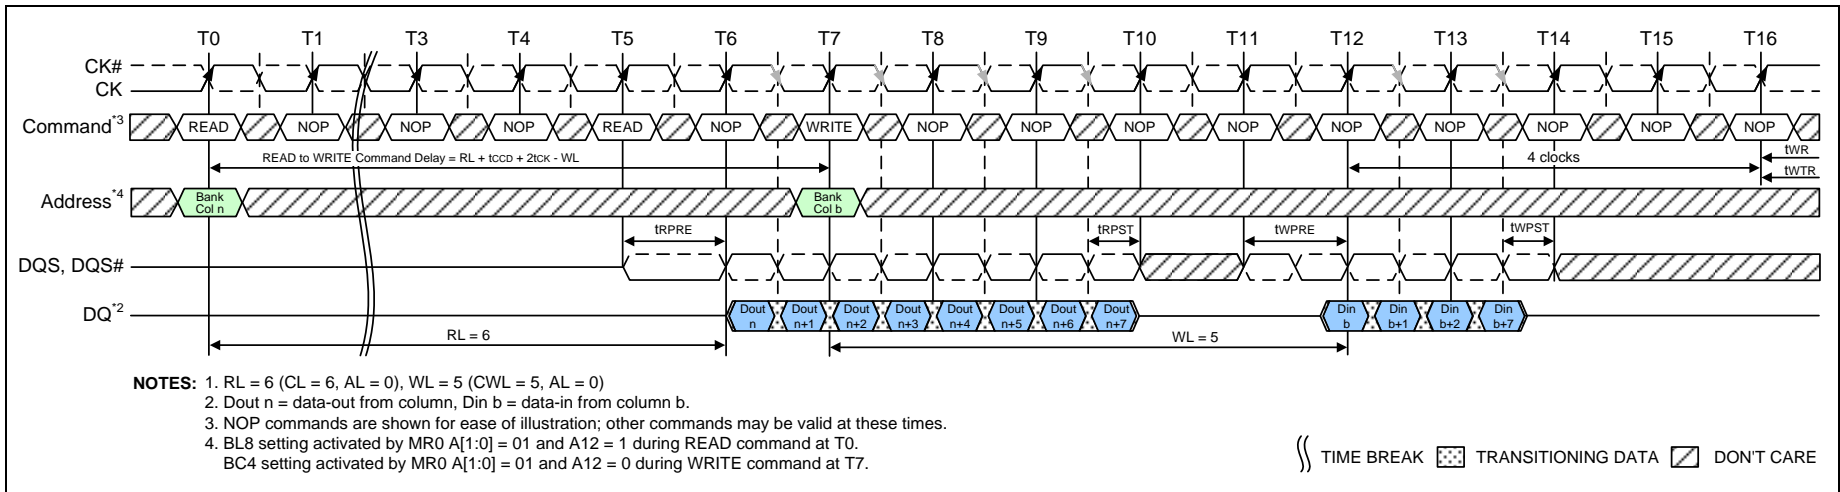 T0 T1 T3 T4 T5 T6 T7 T8 T9 T10 T11 T12 T13 T14 T15 T16
CK#
CK
Command*3 READ NOP NOP NOP READ NOP WRITE NOP NOP NOP NOP NOP NOP NOP NOP NOP
READ to WRITE Command Delay = RL + tCCD + 2tCK - WL
4 clocks
tWR
tWTR
Address*4
Bank Col n
Bank Col b
tRPRE tRPST tWPRE tWPST
DQS, DQS#
DQ*2
Dout n
Dout n+1
Dout n+2
Dout n+3
Dout n+4
Dout n+5
Dout n+6
Dout n+7
Din b
Din b+1
Din b+2
Din b+7
RL = 6
WL = 5
NOTES: 1. RL = 6 (CL = 6, AL = 0), WL = 5 (CWL = 5, AL = 0)
2. Dout n = data-out from column, Din b = data-in from column b.
3. NOP commands are shown for ease of illustration; other commands may be valid at these times.
4. BL8 setting activated by MR0 A[1:0] = 01 and A12 = 1 during READ command at T0.
BC4 setting activated by MR0 A[1:0] = 01 and A12 = 0 during WRITE command at T7.
TIME BREAK TRANSITIONING DATA DON'T CARE